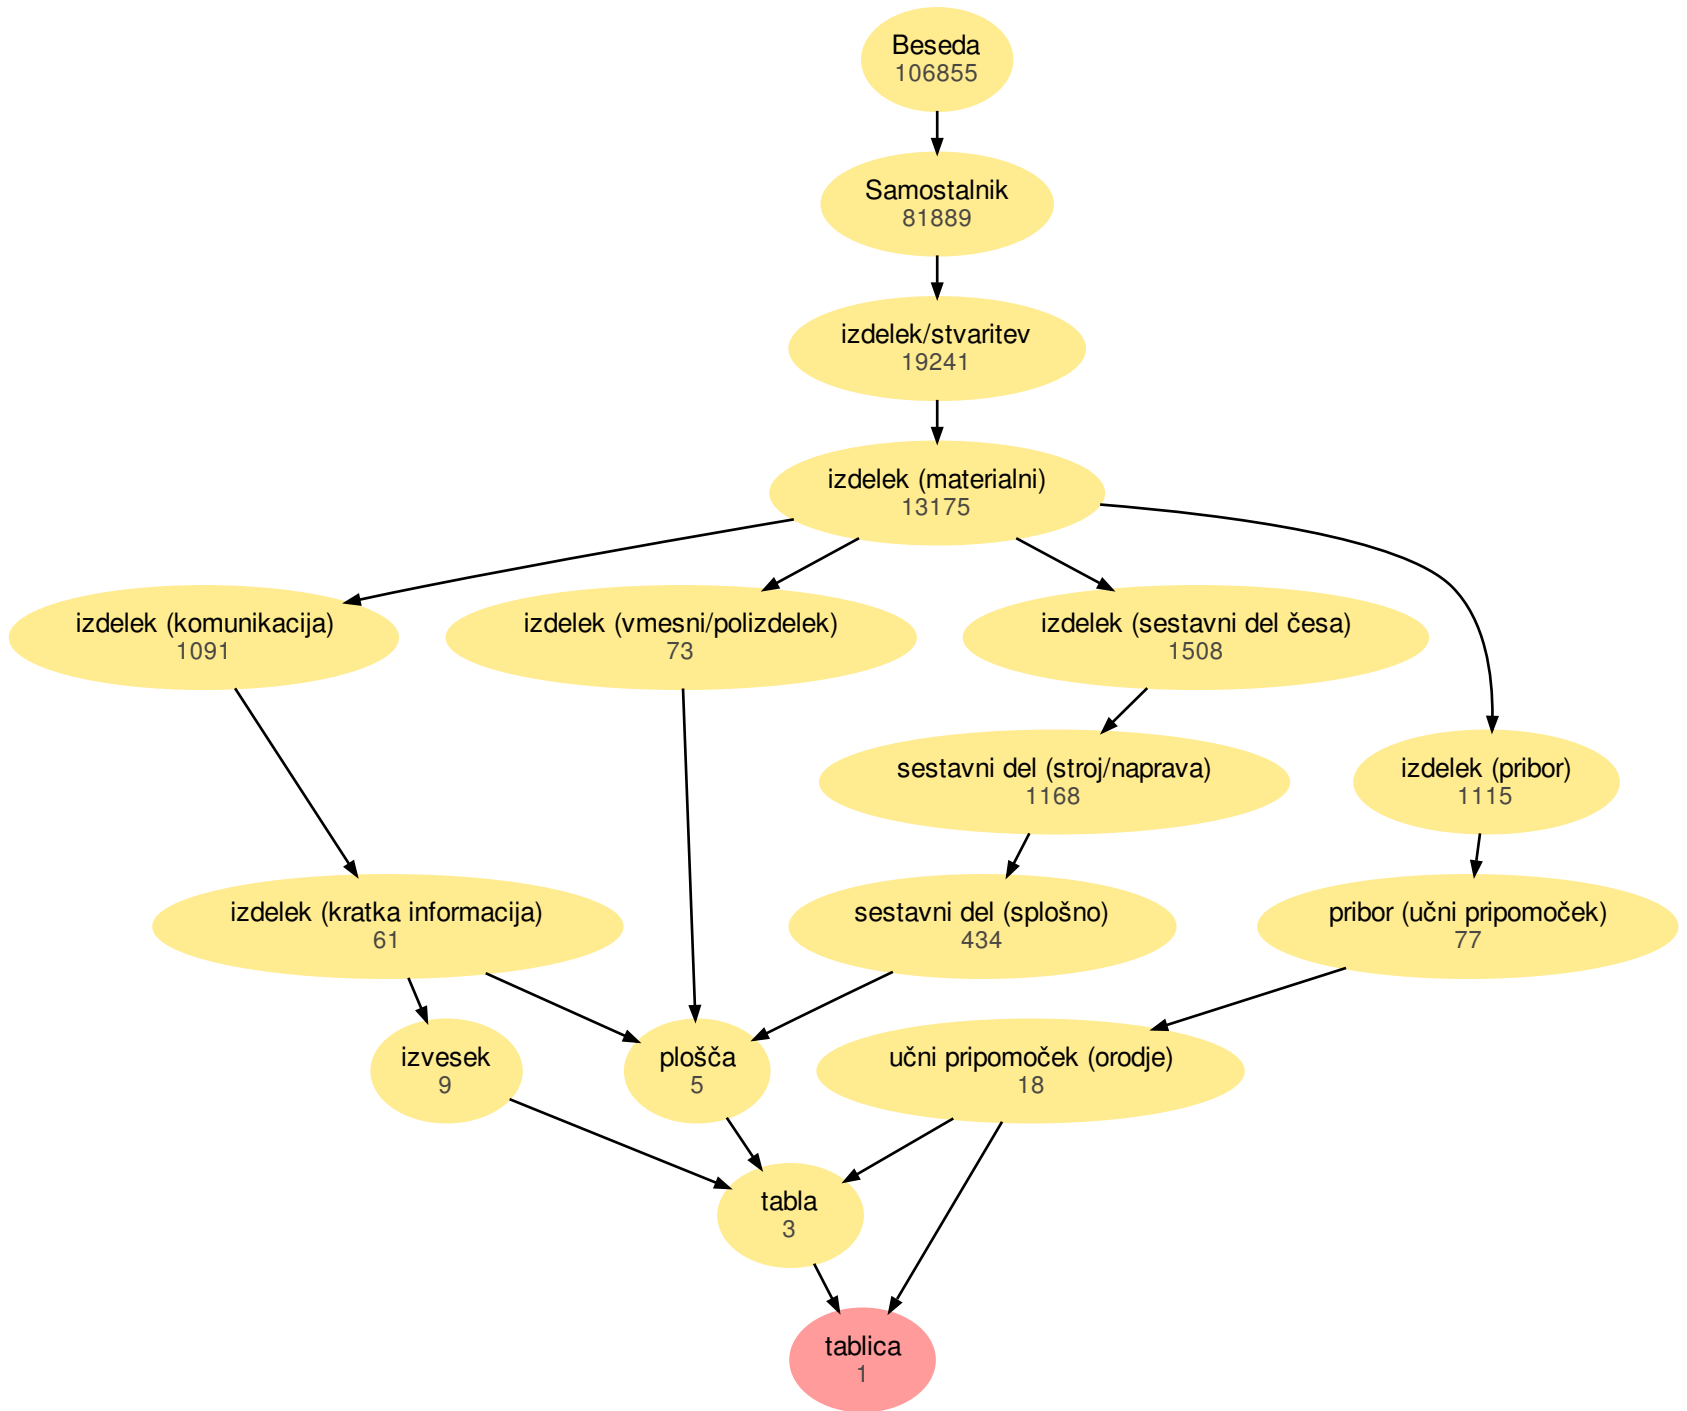 Beseda
106855
Samostalnik
81889
izdelek/stvaritev
19241
izdelek (materialni)
13175
izdelek (komunikacija)
1091
izdelek (vmesni/polizdelek)
73
izdelek (sestavni del česa)
1508
sestavni del (stroj/naprava)
1168
izdelek (pribor)
1115
izdelek (kratka informacija)
61
sestavni del (splošno)
434
pribor (učni pripomoček)
77
izvesek
9
plošča
5
učni pripomoček (orodje)
18
tabla
3
tablica
1